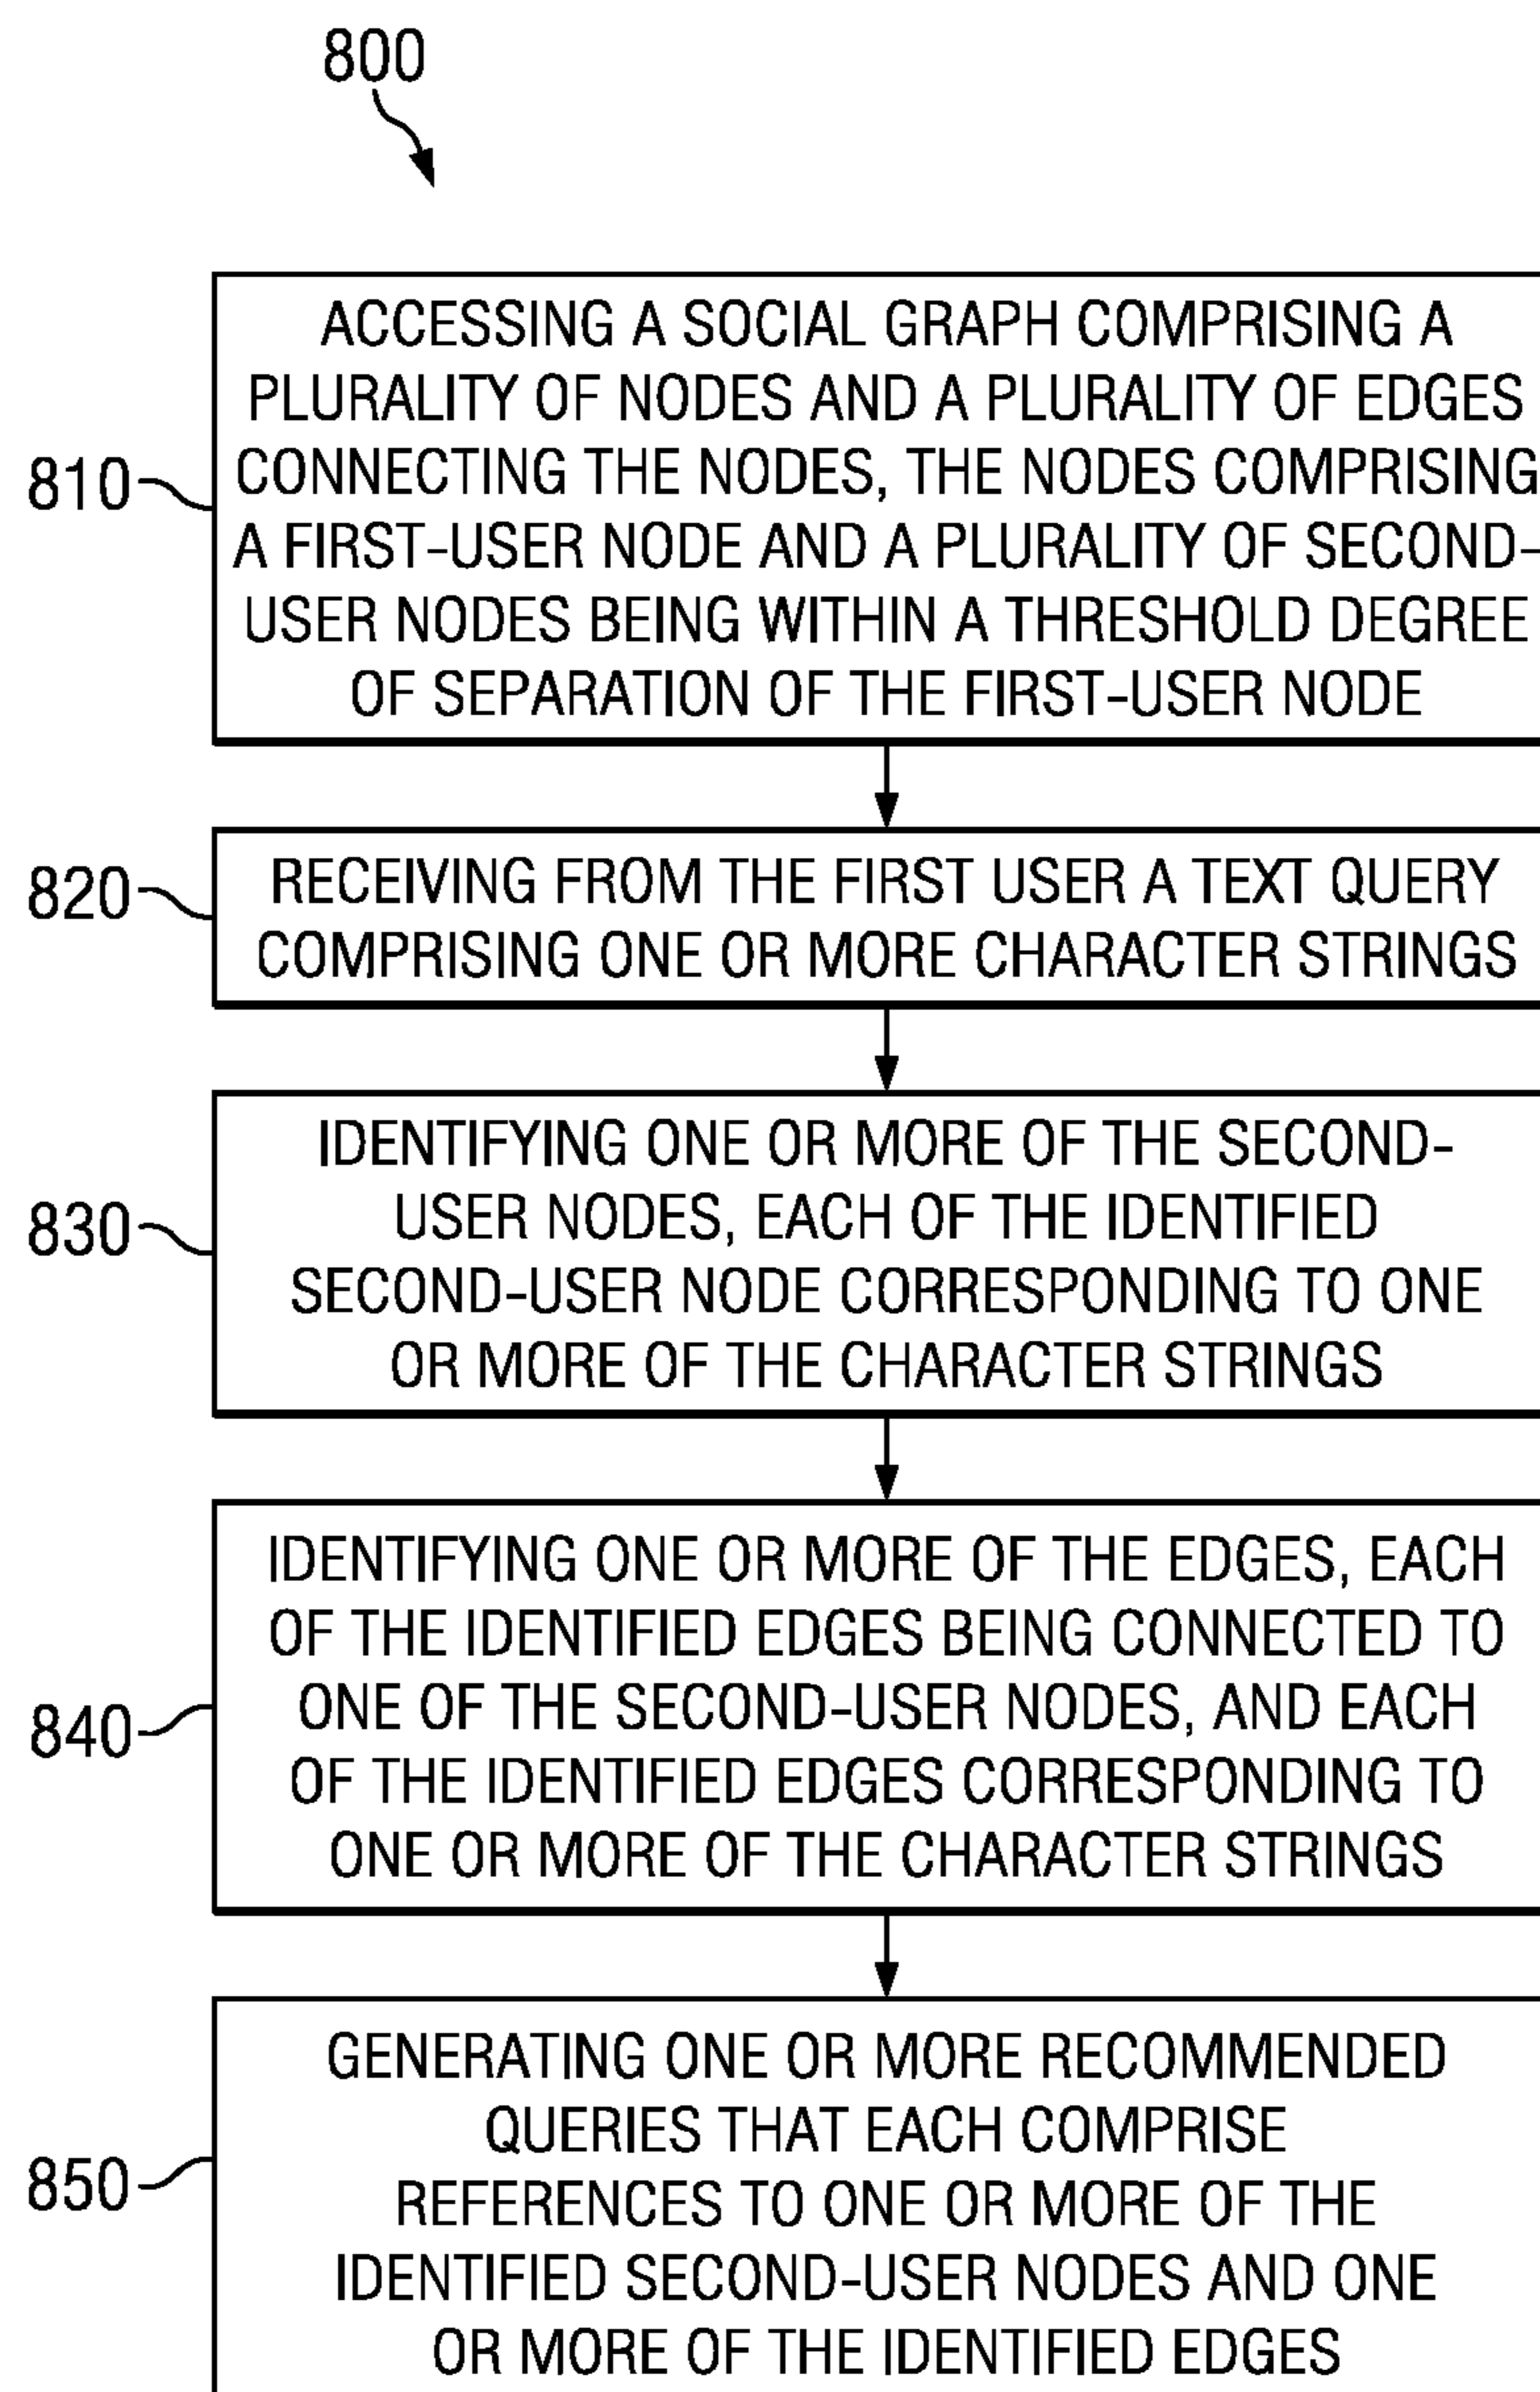 800
810
ACCESSING A SOCIAL GRAPH COMPRISING A
PLURALITY OF NODES AND A PLURALITY OF EDGES
CONNECTING THE NODES, THE NODES COMPRISING
A FIRST-USER NODE AND A PLURALITY OF SECOND-
USER NODES BEING WITHIN A THRESHOLD DEGREE
OF SEPARATION OF THE FIRST-USER NODE
820
RECEIVING FROM THE FIRST USER A TEXT QUERY
COMPRISING ONE OR MORE CHARACTER STRINGS
830
IDENTIFYING ONE OR MORE OF THE SECOND-
USER NODES, EACH OF THE IDENTIFIED
SECOND-USER NODE CORRESPONDING TO ONE
OR MORE OF THE CHARACTER STRINGS
840
IDENTIFYING ONE OR MORE OF THE EDGES, EACH
OF THE IDENTIFIED EDGES BEING CONNECTED TO
ONE OF THE SECOND-USER NODES, AND EACH
OF THE IDENTIFIED EDGES CORRESPONDING TO
ONE OR MORE OF THE CHARACTER STRINGS
850
GENERATING ONE OR MORE RECOMMENDED
QUERIES THAT EACH COMPRISE
REFERENCES TO ONE OR MORE OF THE
IDENTIFIED SECOND-USER NODES AND ONE
OR MORE OF THE IDENTIFIED EDGES